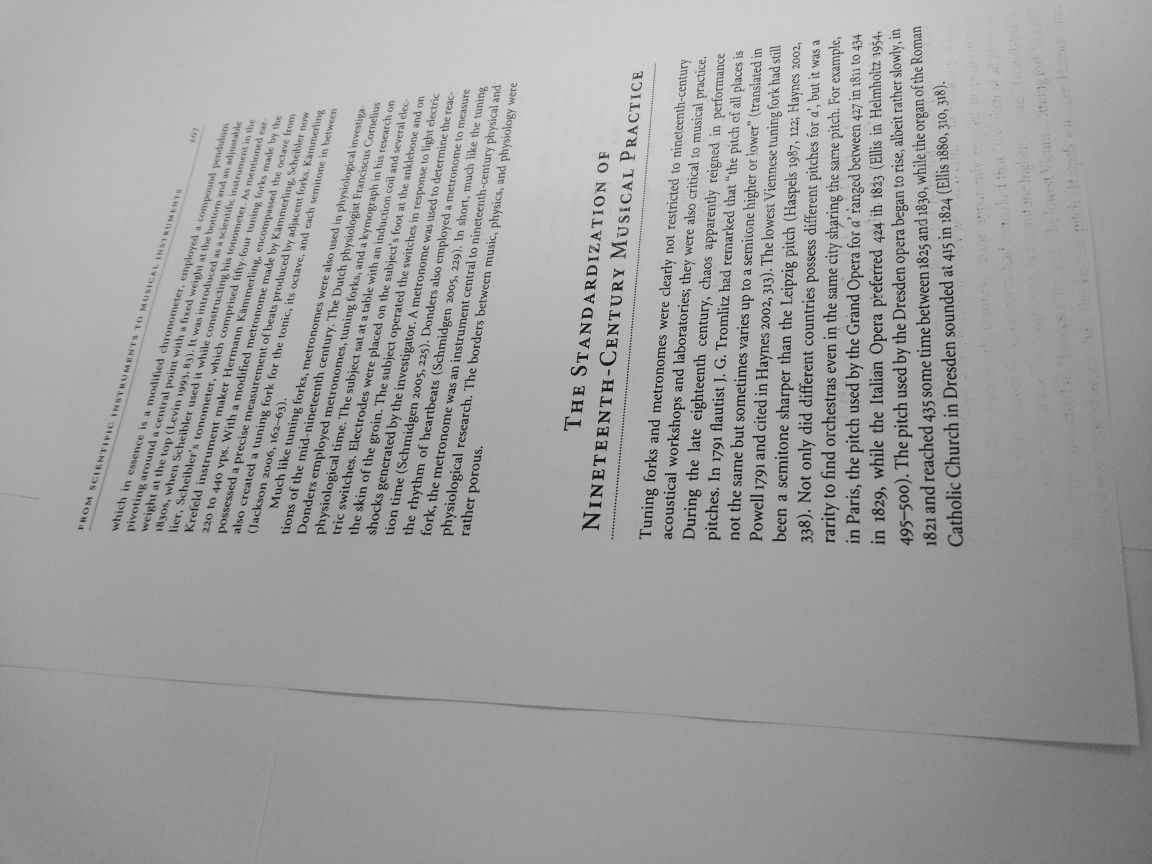 FROM SCIENTIFIC INSTRUMENTS TO MUSICAL INSTRUMENTS 207
which in essence is a modified chronometer, employed a compound pendulum
pivoting around a central point with a fixed weight at the bottom and an adjustable
weight at the top (Levin 1993, 83). It was introduced as a scientific instrument in the
1830s, when Scheibler used it while constructing his tonometer. As mentioned ear-
lier, Scheibler's tonometer, which comprised fifty-four tuning forks made by the
Krefeld instrument maker Hermann Kämmerling, encompassed the octave from
220 to 440 vps. With a modified metronome made by Kämmerling, Scheibler now
possessed a precise measurement of beats produced by adjacent forks. Kämmerling
also created a tuning fork for the tonic, its octave, and each semitone in between
(Jackson 2006, 162–63).
Much like tuning forks, metronomes were also used in physiological investiga-
tions of the mid-nineteenth century. The Dutch physiologist Franciscus Cornelius
Donders employed metronomes, tuning forks, and a kymograph in his research on
physiological time. The subject sat at a table with an induction coil and several elec-
tric switches. Electrodes were placed on the subject's foot at the anklebone and on
the skin of the groin. The subject operated the switches in response to light electric
shocks generated by the investigator. A metronome was used to determine the reac-
tion time (Schmidgen 2005, 225). Donders also employed a metronome to measure
the rhythm of heartbeats (Schmidgen 2005, 229). In short, much like the tuning
fork, the metronome was an instrument central to nineteenth-century physical and
physiological research. The borders between music, physics, and physiology were
rather porous.
THE STANDARDIZATION OF
NINETEENTH-CENTURY MUSICAL PRACTICE
Tuning forks and metronomes were clearly not restricted to nineteenth-century
acoustical workshops and laboratories; they were also critical to musical practice.
During the late eighteenth century, chaos apparently reigned in performance
pitches. In 1791 flautist J. G. Tromlitz had remarked that "the pitch of all places is
not the same but sometimes varies up to a semitone higher or lower" (translated in
Powell 1791 and cited in Haynes 2002, 313). The lowest Viennese tuning fork had still
been a semitone sharper than the Leipzig pitch (Haspels 1987, 122; Haynes 2002,
338). Not only did different countries possess different pitches for a', but it was a
rarity to find orchestras even in the same city sharing the same pitch. For example,
in Paris, the pitch used by the Grand Opera for a' ranged between 427 in 1811 to 434
in 1829, while the Italian Opera preferred 424 in 1823 (Ellis in Helmholtz 1954,
495–500). The pitch used by the Dresden opera began to rise, albeit rather slowly, in
1821 and reached 435 some time between 1825 and 1830, while the organ of the Roman
Catholic Church in Dresden sounded at 415 in 1824 (Ellis 1880, 310, 318).